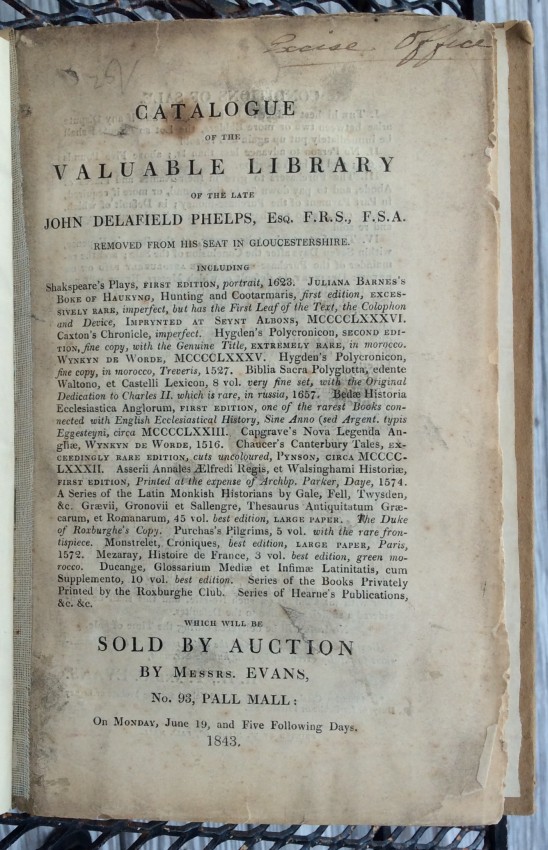 Excise Office
CATALOGUE
OF THE
VALUABLE LIBRARY
OF THE LATE
JOHN DELAFIELD PHELPS, ESQ. F.R.S., F.S.A.
REMOVED FROM HIS SEAT IN GLOUCESTERSHIRE.
INCLUDING
Shakspeare's Plays, FIRST EDITION, portrait, 1623. JULIANA BARNES'S
BOKE OF HAUKYNG, Hunting and Cootarmaris, first edition, EXCES-
SIVELY RARE, imperfect, but has the First Leaf of the Text, the Colophon
and Device, IMPRYNTED AT SEYNT ALBONS, MCCCCLXXXVI.
Caxton's Chronicle, imperfect. Hygden's Polycronicon, SECOND EDI-
TION, fine copy, with the Genuine Title, EXTREMELY RARE, in morocco.
WYNKYN DE WORDE, MCCCCLXXXV. Hygden's Polycronicon,
fine copy, in morocco, Treveris, 1527. Biblia Sacra Polyglotta, edente
Waltono, et Castelli Lexicon, 8 vol. very fine set, with the Original
Dedication to Charles II. which is rare, in russia, 1657. Bedæ Historia
Ecclesiastica Anglorum, FIRST EDITION, one of the rarest Books con-
nected with English Ecclesiastical History, Sine Anno (sed Argent. typis
Eggesteyni, circa MCCCCLXXIII. Capgrave's Nova Legenda An-
gliæ, WYNKYN DE WORDE, 1516. Chaucer's Canterbury Tales, EX-
CEEDINGLY RARE EDITION, cuts uncoloured, PYNSON, CIRCA MCCCC-
LXXXII. Asserii Annales Ælfredi Regis, et Walsinghami Historiæ,
FIRST EDITION, Printed at the expense of Archbp. Parker, Daye, 1574.
A Series of the Latin Monkish Historians by Gale, Fell, Twysden,
&c. Grævii, Gronovii et Sallengre, Thesaurus Antiquitatum Græ-
carum, et Romanarum, 45 vol. best edition, LARGE PAPER. The Duke
of Roxburghe's Copy. Purchas's Pilgrims, 5 vol. with the rare fron-
tispiece. Monstrelet, Croniques, best edition, LARGE PAPER, Paris,
1572. Mezaray, Histoire de France, 3 vol. best edition, green mo-
rocco. Ducange, Glossarium Mediæ et Infimæ Latinitatis, cum
Supplemento, 10 vol. best edition. Series of the Books Privately
Printed by the Roxburghe Club. Series of Hearne's Publications,
&c. &c.
WHICH WILL BE
SOLD BY AUCTION
BY MESSRS. EVANS,
No. 93, PALL MALL:
On MONDAY, June 19, and Five Following Days.
1843.